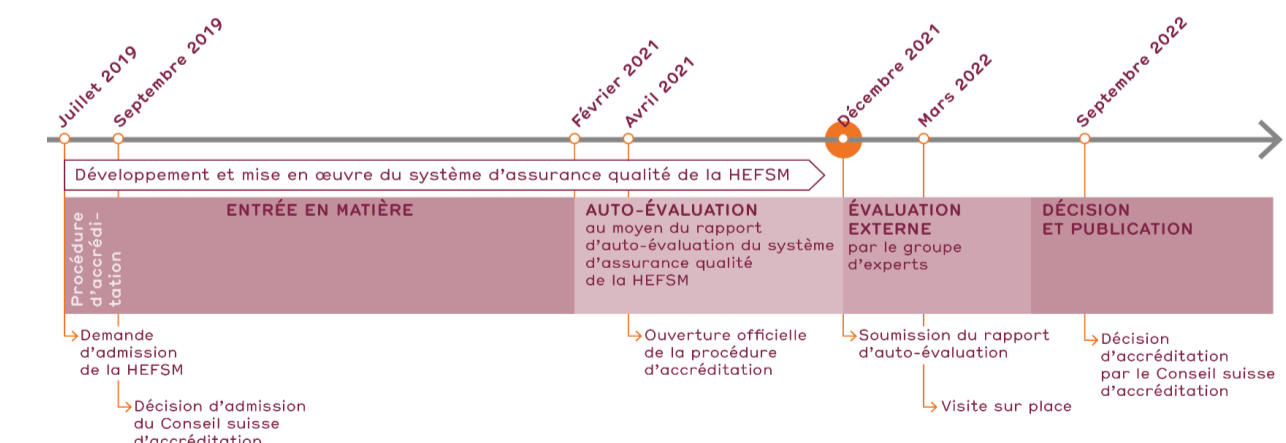 Juillet 2019
Septembre 2019
Février 2021
Avril 2021
Décembre 2021
Mars 2022
Septembre 2022
Développement et mise en œuvre du système d'assurance qualité de la HEFSM
Procédure
d'accrédi-
tation
ENTRÉE EN MATIÈRE
AUTO-ÉVALUATION
au moyen du rapport
d'auto-évaluation du système
d'assurance qualité
de la HEFSM
ÉVALUATION
EXTERNE
par le groupe
d'experts
DÉCISION
ET PUBLICATION
Demande
d'admission
de la HEFSM
Décision d'admission
du Conseil suisse
d'accréditation
Ouverture officielle
de la procédure
d'accréditation
Soumission du rapport
d'auto-évaluation
Visite sur place
Décision
d'accréditation
par le Conseil suisse
d'accréditation